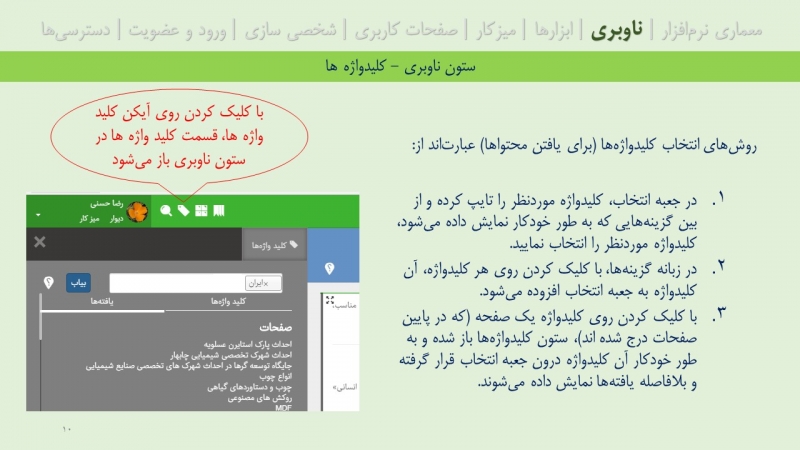 معماری نرم‌افزار | ناوبری | ابزارها | میزکار | صفحات کاربری | شخصی سازی | ورود و عضویت | دسترسی‌ها
ستون ناوبری – کلیدواژه ها
با کلیک کردن روی آیکن کلید
واژه ها، قسمت کلید واژه ها در
ستون ناوبری باز می‌شود
روش‌های انتخاب کلیدواژه‌ها (برای یافتن محتواها) عبارت‌اند از:
۱. در جعبه انتخاب، کلیدواژه موردنظر را تایپ کرده و از
بین گزینه‌هایی که به طور خودکار نمایش داده می‌شود،
کلیدواژه موردنظر را انتخاب نمایید.
۲. در زبانه گزینه‌ها، با کلیک کردن روی هر کلیدواژه، آن
کلیدواژه به جعبه انتخاب افزوده می‌شود.
۳. با کلیک کردن روی کلیدواژه یک صفحه (که در پایین
صفحات درج شده اند)، ستون کلیدواژه‌ها باز شده و به
طور خودکار آن کلیدواژه درون جعبه انتخاب قرار گرفته
و بلافاصله یافته‌ها نمایش داده می‌شوند.
رضا حسنی
دیوار میز کار
کلید واژه‌ها
×ایران
بیاب
کلید واژه‌ها
یافته‌ها
صفحات
احداث پارک استایرن عسلویه
احداث شهرک تخصصی شیمیایی چابهار
جایگاه توسعه گرها در احداث شهرک های تخصصی صنایع شیمیایی
انواع چوب
چوب و دستاوردهای گیاهی
روکش های مصنوعی
MDF
مناسب،
انسانی»
۱۰